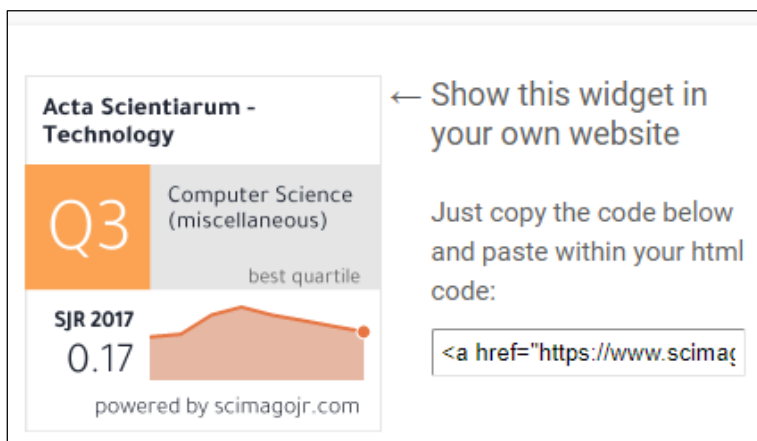 Acta Scientiarum -
Technology
Q3
Computer Science
(miscellaneous)
best quartile
SJR 2017
0.17
powered by scimagojr.com
← Show this widget in
your own website
Just copy the code below
and paste within your html
code:
<a href="https://www.scimag